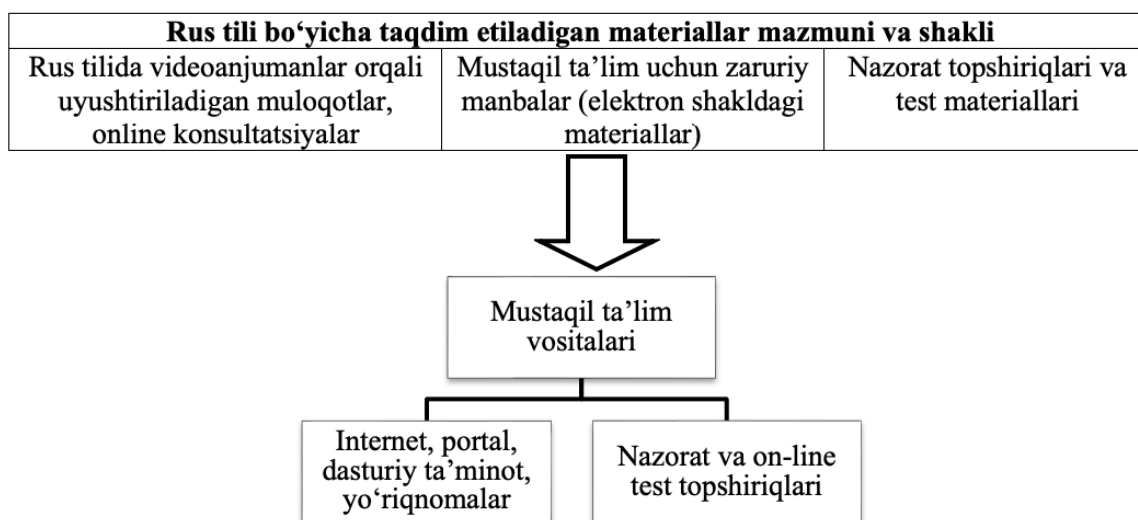 Rus tili bo‘yicha taqdim etiladigan materiallar mazmuni va shakli
Rus tilida videoanjumanlar orqali
uyushtiriladigan muloqotlar,
online konsultatsiyalar
Mustaqil ta’lim uchun zaruriy
manbalar (elektron shakldagi
materiallar)
Nazorat topshiriqlari va
test materiallari
Mustaqil ta’lim
vositalari
Internet, portal,
dasturiy ta’minot,
yo‘riqnomalar
Nazorat va on-line
test topshiriqlari